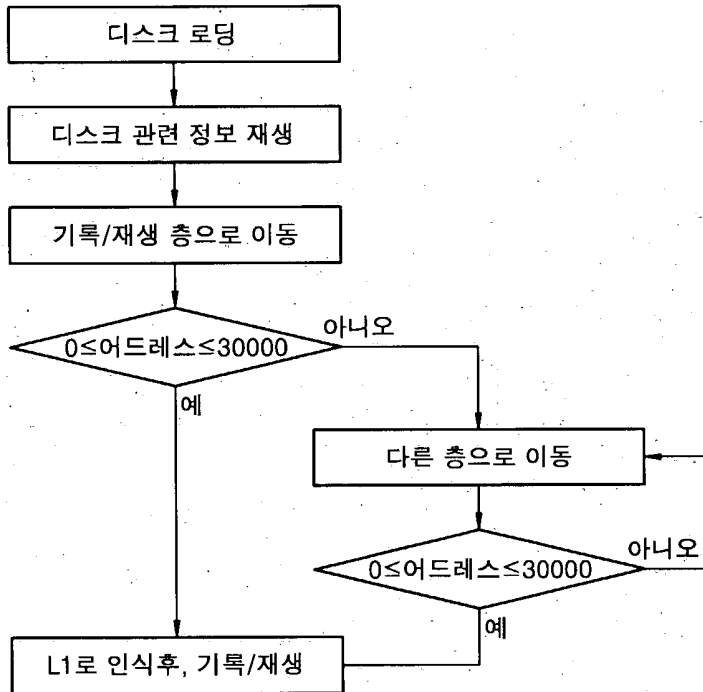 디스크 로딩
디스크 관련 정보 재생
기록/재생 층으로 이동
0≤어드레스≤30000
아니오
예
다른 층으로 이동
0≤어드레스≤30000
아니오
예
L1로 인식후, 기록/재생